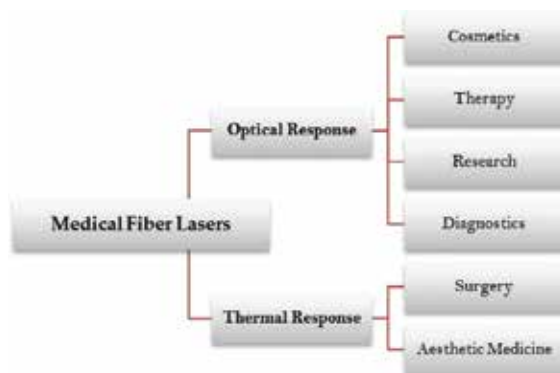 Medical Fiber Lasers
Optical Response
Cosmetics
Therapy
Research
Diagnostics
Thermal Response
Surgery
Aesthetic Medicine